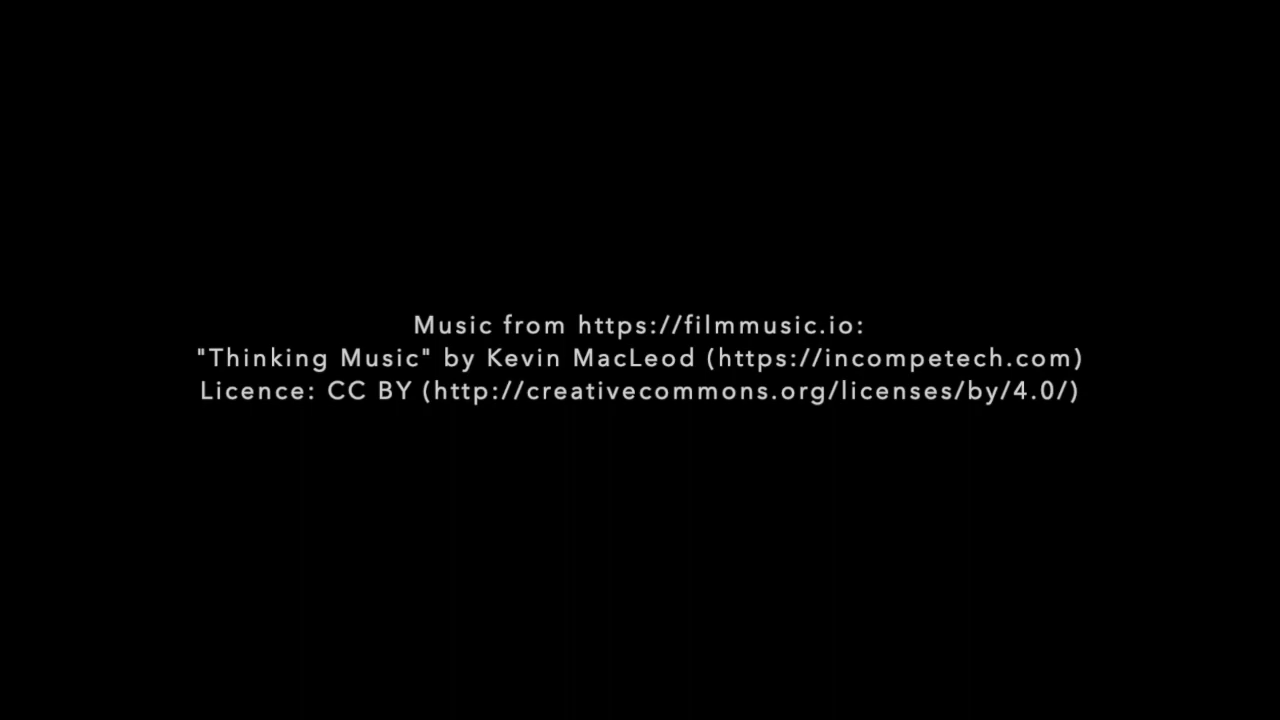 Music from https://filmmusic.io:
"Thinking Music" by Kevin MacLeod (https://incompetech.com)
Licence: CC BY (http://creativecommons.org/licenses/by/4.0/)